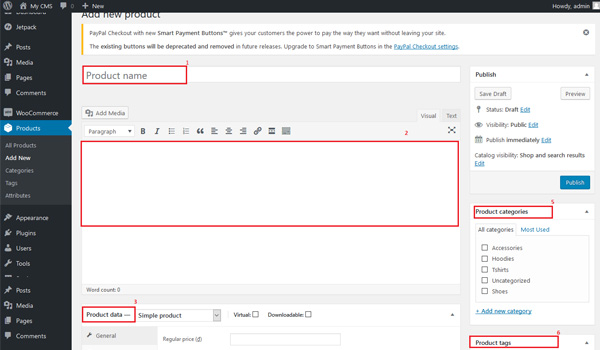 My CMS
0
+ New
Howdy, admin
Dashboard
Jetpack
Posts
Media
Pages
Comments
WooCommerce
Products
All Products
Add New
Categories
Tags
Attributes
Appearance
Plugins
Users
Tools
Posts
Media
Pages
Comments
Add new product
PayPal Checkout with new Smart Payment Buttons™ gives your customers the power to pay the way they want without leaving your site.
The existing buttons will be deprecated and removed in future releases. Upgrade to Smart Payment Buttons in the PayPal Checkout settings.
Product name
1
Add Media
Visual
Text
Paragraph
B
I
2
Word count: 0
3
Product data —
Simple product
Virtual:
Downloadable:
General
Regular price (₫)
Publish
Save Draft
Preview
Status: Draft Edit
Visibility: Public Edit
Publish immediately Edit
Catalog visibility: Shop and search results
Edit
Publish
5
Product categories
All categories
Most Used
Accessories
Hoodies
Tshirts
Uncategorized
Shoes
+ Add new category
6
Product tags